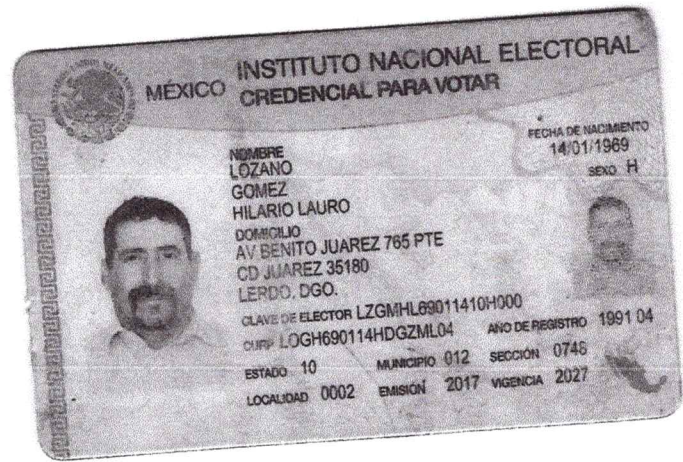 MÉXICO
INSTITUTO NACIONAL ELECTORAL
CREDENCIAL PARA VOTAR
NOMBRE
LOZANO
GOMEZ
HILARIO LAURO
FECHA DE NACIMIENTO
14/01/1969
SEXO H
DOMICILIO
AV BENITO JUAREZ 765 PTE
CD JUAREZ 35180
LERDO, DGO.
CLAVE DE ELECTOR LZGMHL69011410H000
CURP LOGH690114HDGZML04 AÑO DE REGISTRO 1991 04
ESTADO 10 MUNICIPIO 012 SECCIÓN 0746
LOCALIDAD 0002 EMISIÓN 2017 VIGENCIA 2027